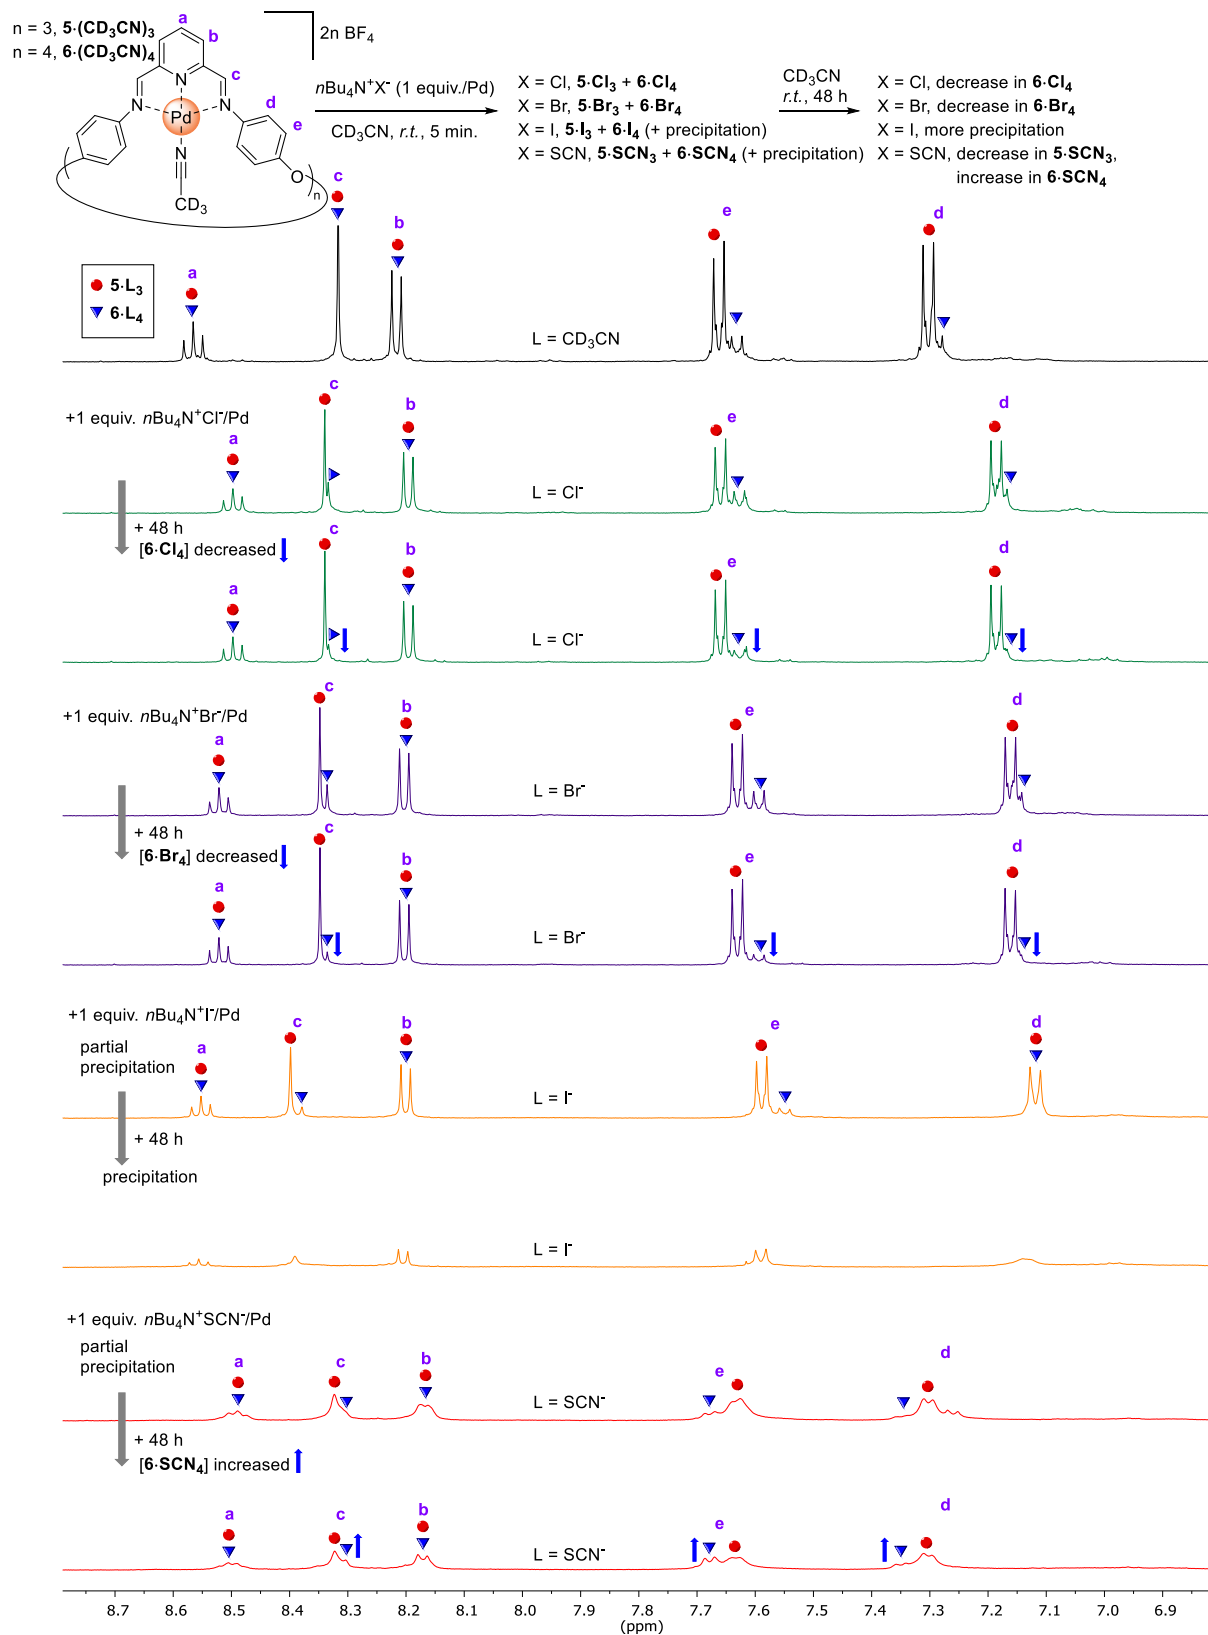 n = 3, 5·(CD₃CN)₃
n = 4, 6·(CD₃CN)₄
a
b
c
d
e
2n BF₄
N
N
N
Pd
N
CD₃
O
n
nBu₄N⁺X⁻ (1 equiv./Pd)
CD₃CN, r.t., 5 min.
X = Cl, 5·Cl₃ + 6·Cl₄
X = Br, 5·Br₃ + 6·Br₄
X = I, 5·I₃ + 6·I₄ (+ precipitation)
X = SCN, 5·SCN₃ + 6·SCN₄ (+ precipitation)
CD₃CN
r.t., 48 h
X = Cl, decrease in 6·Cl₄
X = Br, decrease in 6·Br₄
X = I, more precipitation
X = SCN, decrease in 5·SCN₃,
increase in 6·SCN₄
5·L₃
6·L₄
a
c
b
L = CD₃CN
e
d
+1 equiv. nBu₄N⁺Cl⁻/Pd
a
c
b
L = Cl⁻
e
d
+ 48 h
[6·Cl₄] decreased
a
c
b
L = Cl⁻
e
d
+1 equiv. nBu₄N⁺Br⁻/Pd
a
c
b
L = Br⁻
e
d
+ 48 h
[6·Br₄] decreased
a
c
b
L = Br⁻
e
d
+1 equiv. nBu₄N⁺I⁻/Pd
partial
precipitation
a
c
b
L = I⁻
e
d
+ 48 h
precipitation
L = I⁻
+1 equiv. nBu₄N⁺SCN⁻/Pd
partial
precipitation
a
c
b
L = SCN⁻
e
d
+ 48 h
[6·SCN₄] increased
a
c
b
L = SCN⁻
e
d
8.7 8.6 8.5 8.4 8.3 8.2 8.1 8.0 7.9 7.8 7.7 7.6 7.5 7.4 7.3 7.2 7.1 7.0 6.9
(ppm)